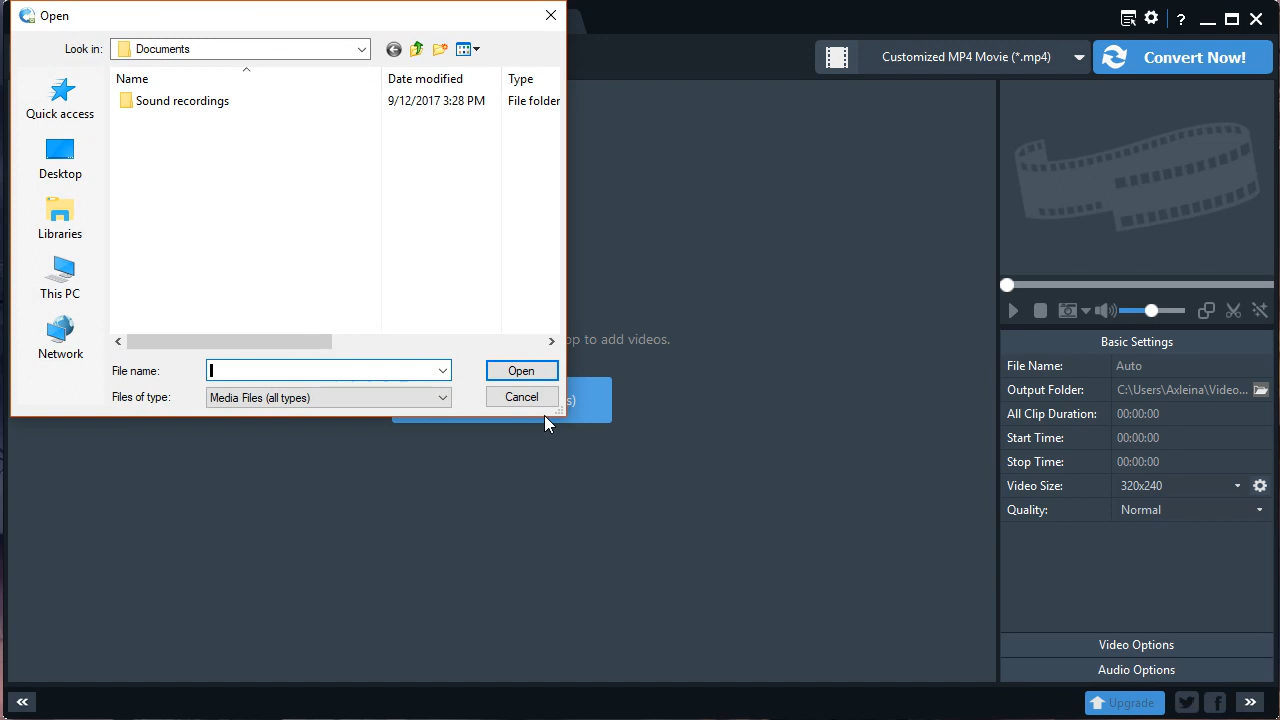 Open
Look in: Documents
Name Date modified Type
Sound recordings 9/12/2017 3:28 PM File folder
Quick access
Desktop
Libraries
This PC
Network
File name: Open
Files of type: Media Files (all types) Cancel
?
Customized MP4 Movie (*.mp4) Convert Now!
op to add videos.
s)
Basic Settings
File Name: Auto
Output Folder: C:\Users\Axleina\Video...
All Clip Duration: 00:00:00
Start Time: 00:00:00
Stop Time: 00:00:00
Video Size: 320x240
Quality: Normal
Video Options
Audio Options
Upgrade